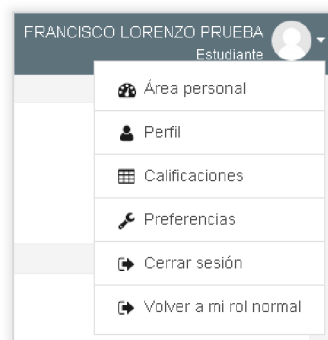 FRANCISCO LORENZO PRUEBA
Estudiante
Área personal
Perfil
Calificaciones
Preferencias
Cerrar sesión
Volver a mi rol normal